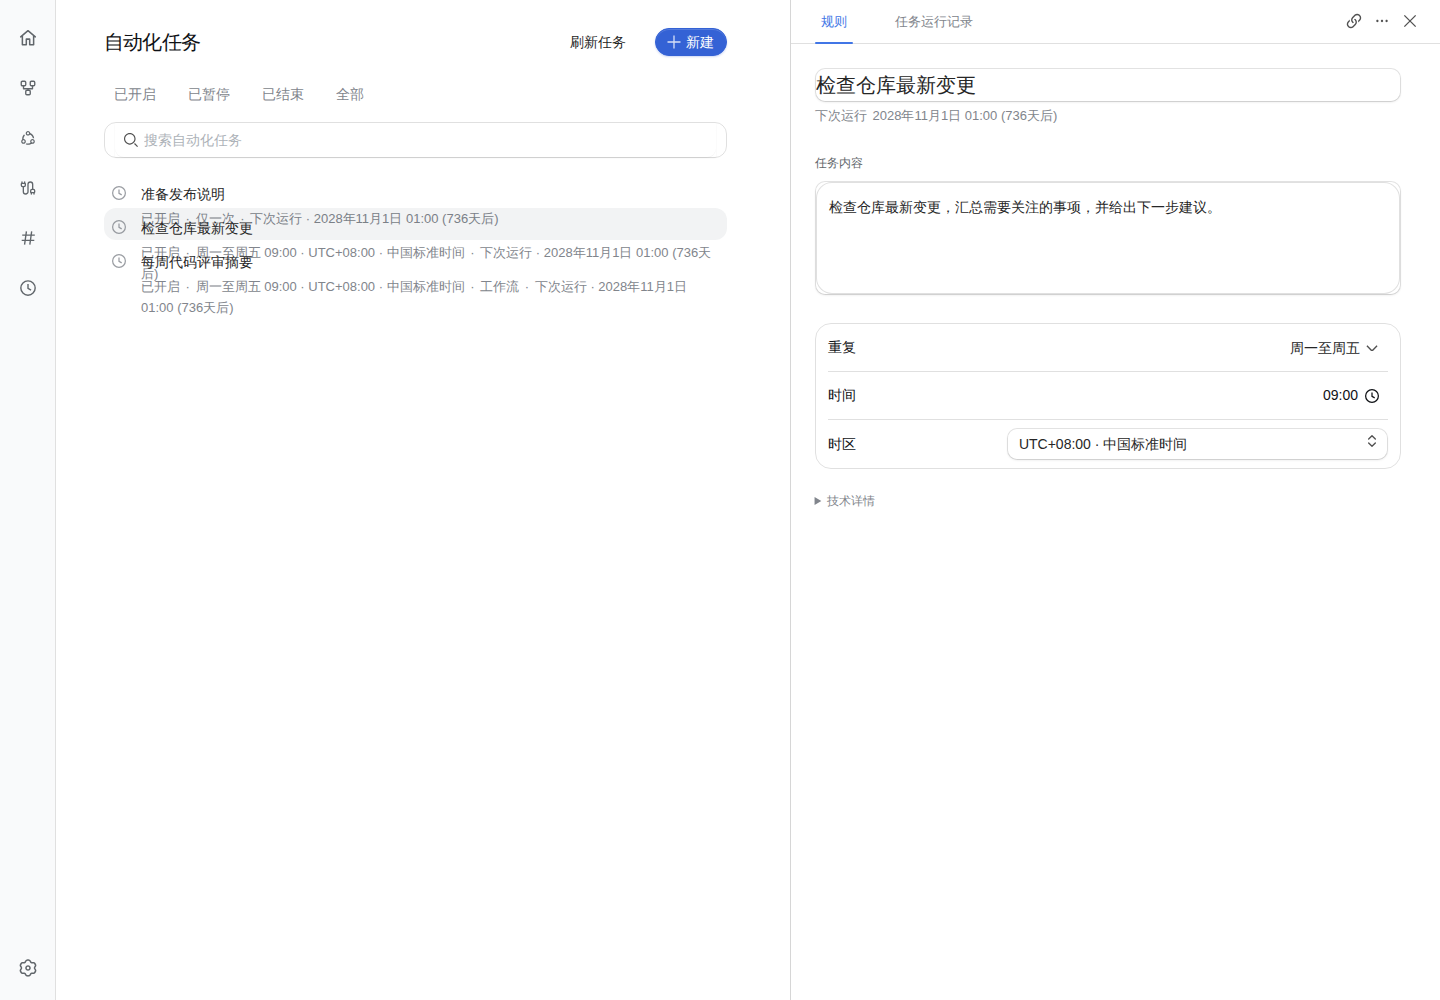 自动化任务
刷新任务
新建
已开启
已暂停
已结束
全部
搜索自动化任务
准备发布说明
已开启 · 仅一次 · 下次运行 · 2028年11月1日 01:00 (736天后)
检查仓库最新变更
已开启 · 周一至周五 09:00 · UTC+08:00 · 中国标准时间 · 下次运行 · 2028年11月1日 01:00 (736天
后)
每周代码评审摘要
已开启 · 周一至周五 09:00 · UTC+08:00 · 中国标准时间 · 工作流 · 下次运行 · 2028年11月1日
01:00 (736天后)
规则
任务运行记录
检查仓库最新变更
下次运行 2028年11月1日 01:00 (736天后)
任务内容
检查仓库最新变更，汇总需要关注的事项，并给出下一步建议。
重复
周一至周五
时间
09:00
时区
UTC+08:00 · 中国标准时间
技术详情